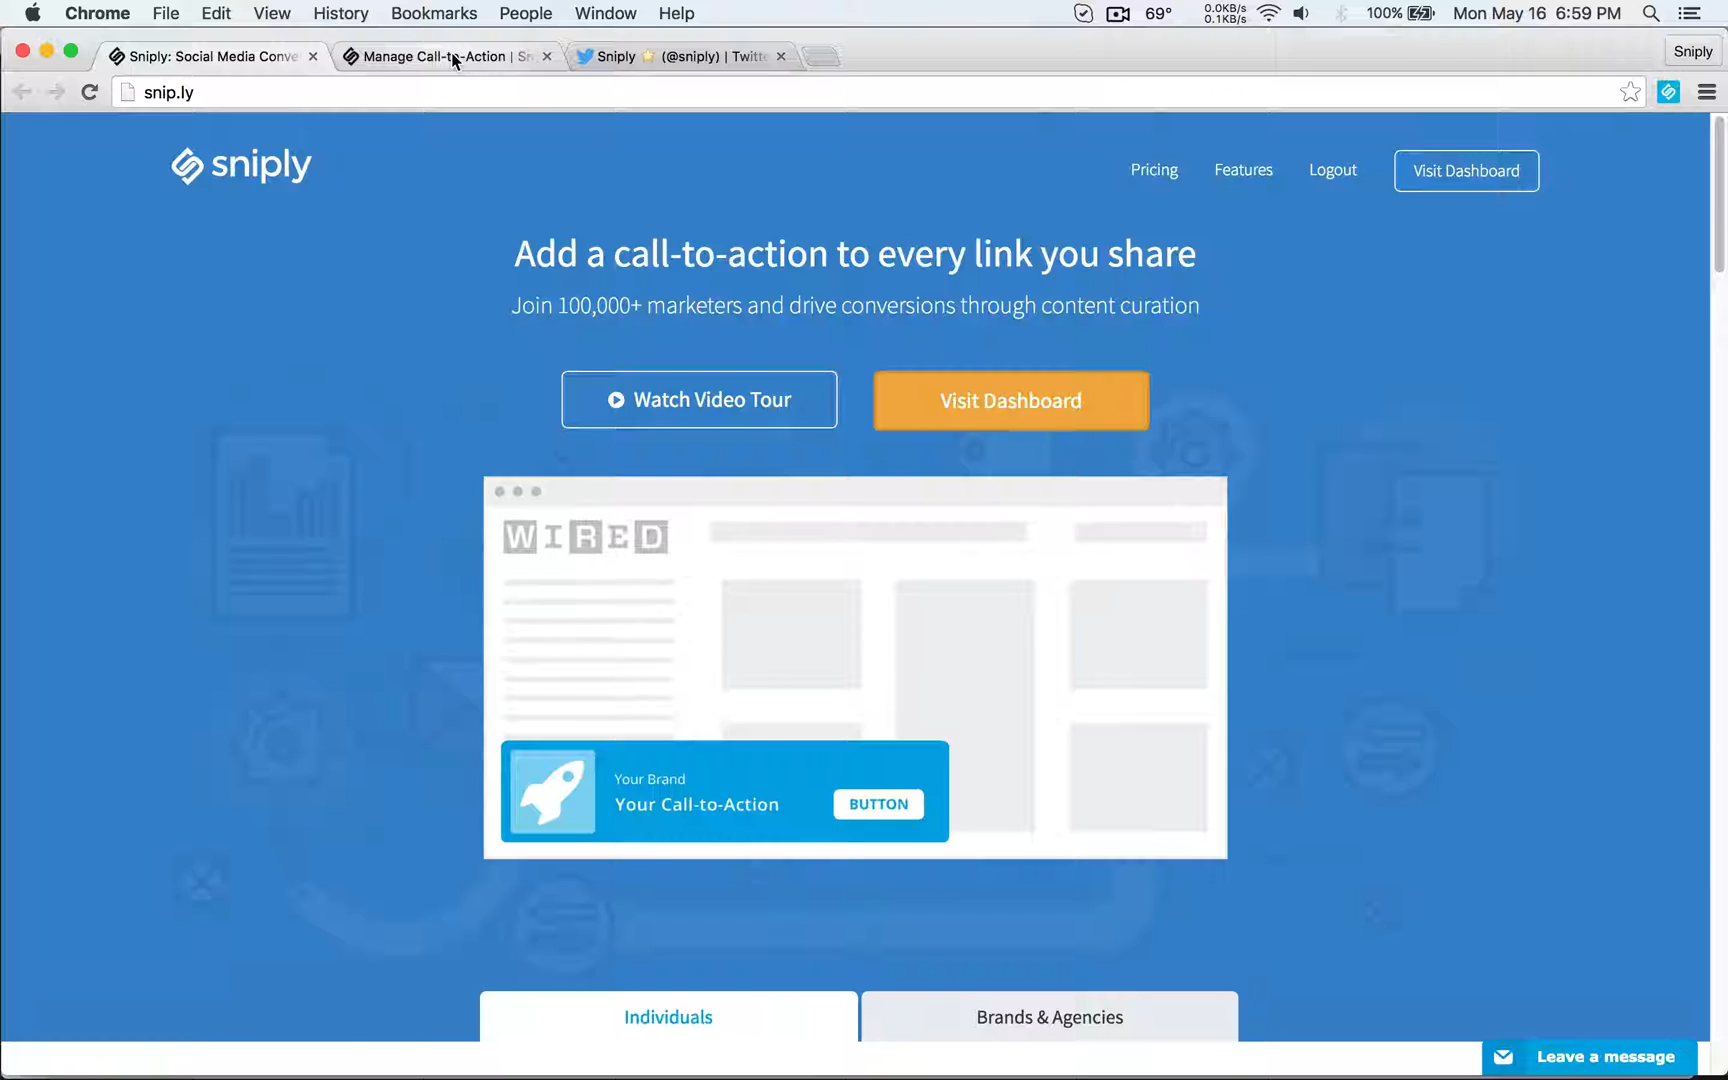 Chrome File Edit View History Bookmarks People Window Help 69° 0.0KB/s 0.1KB/s 100% Mon May 16 6:59 PM
Sniply: Social Media Conve Manage Call-to-Action | Sn Sniply (@sniply) | Twitte Sniply
snip.ly
sniply Pricing Features Logout Visit Dashboard
Add a call-to-action to every link you share
Join 100,000+ marketers and drive conversions through content curation
Watch Video Tour Visit Dashboard
WIRED
Your Brand
Your Call-to-Action BUTTON
Individuals Brands & Agencies
Leave a message